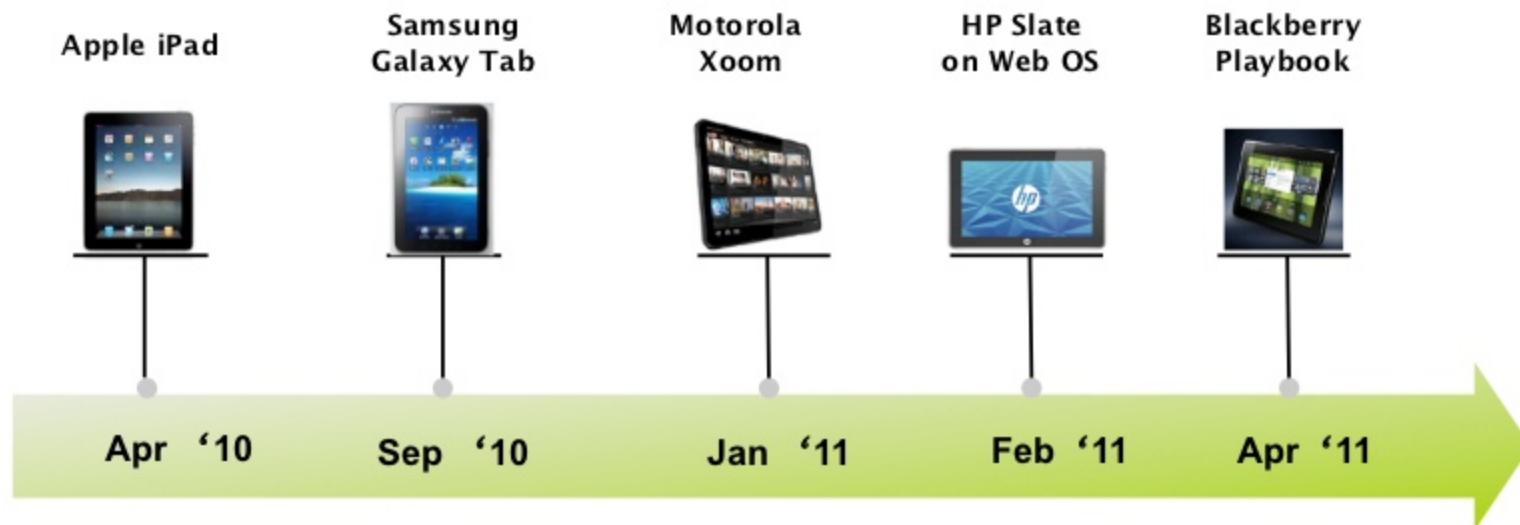 Apple iPad
Samsung
Galaxy Tab
Motorola
Xoom
HP Slate
on Web OS
Blackberry
Playbook
hp
Apr ‘10
Sep ‘10
Jan ‘11
Feb ‘11
Apr ‘11